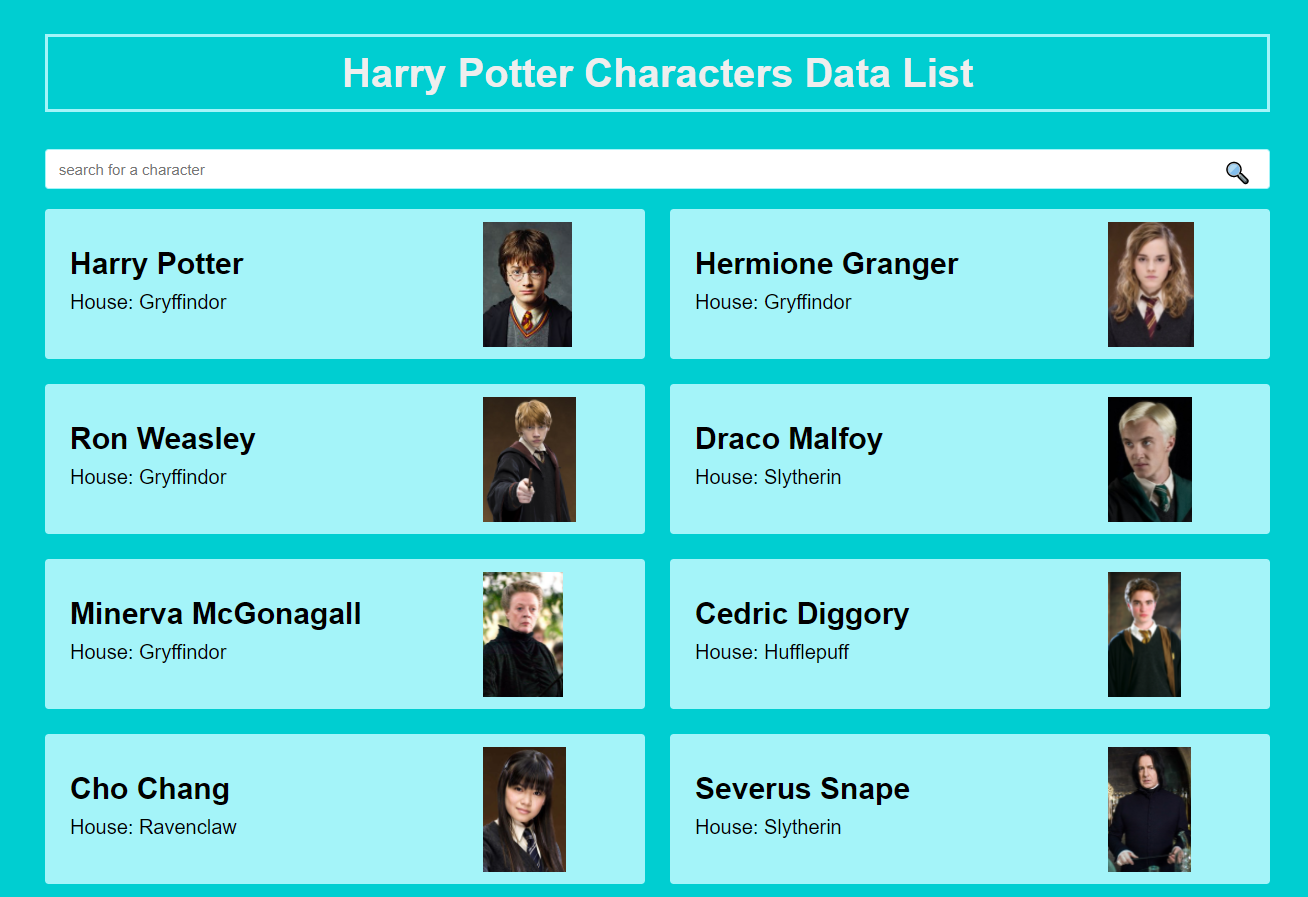 Harry Potter Characters Data List
search for a character
Harry Potter
House: Gryffindor
Hermione Granger
House: Gryffindor
Ron Weasley
House: Gryffindor
Draco Malfoy
House: Slytherin
Minerva McGonagall
House: Gryffindor
Cedric Diggory
House: Hufflepuff
Cho Chang
House: Ravenclaw
Severus Snape
House: Slytherin